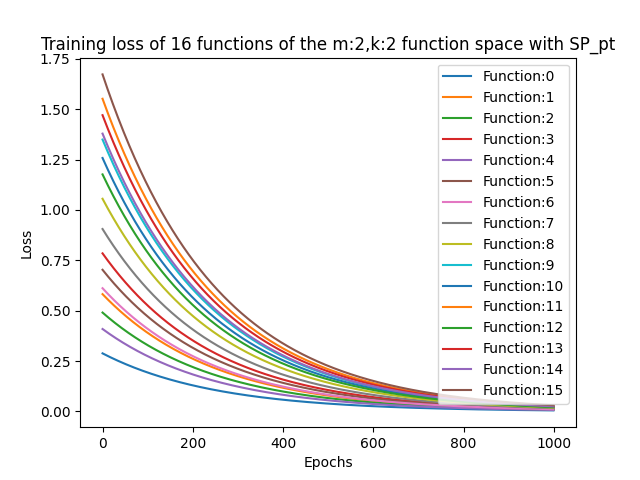 Training loss of 16 functions of the m:2,k:2 function space with SP_pt
1.75
1.50
1.25
1.00
0.75
0.50
0.25
0.00
Loss
0
200
400
600
800
1000
Epochs
Function:0
Function:1
Function:2
Function:3
Function:4
Function:5
Function:6
Function:7
Function:8
Function:9
Function:10
Function:11
Function:12
Function:13
Function:14
Function:15